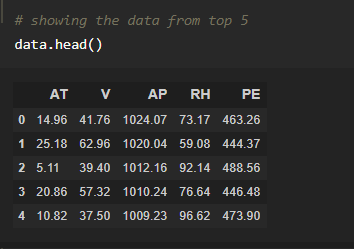 # showing the data from top 5
data.head()
AT V AP RH PE
0 14.96 41.76 1024.07 73.17 463.26
1 25.18 62.96 1020.04 59.08 444.37
2 5.11 39.40 1012.16 92.14 488.56
3 20.86 57.32 1010.24 76.64 446.48
4 10.82 37.50 1009.23 96.62 473.90